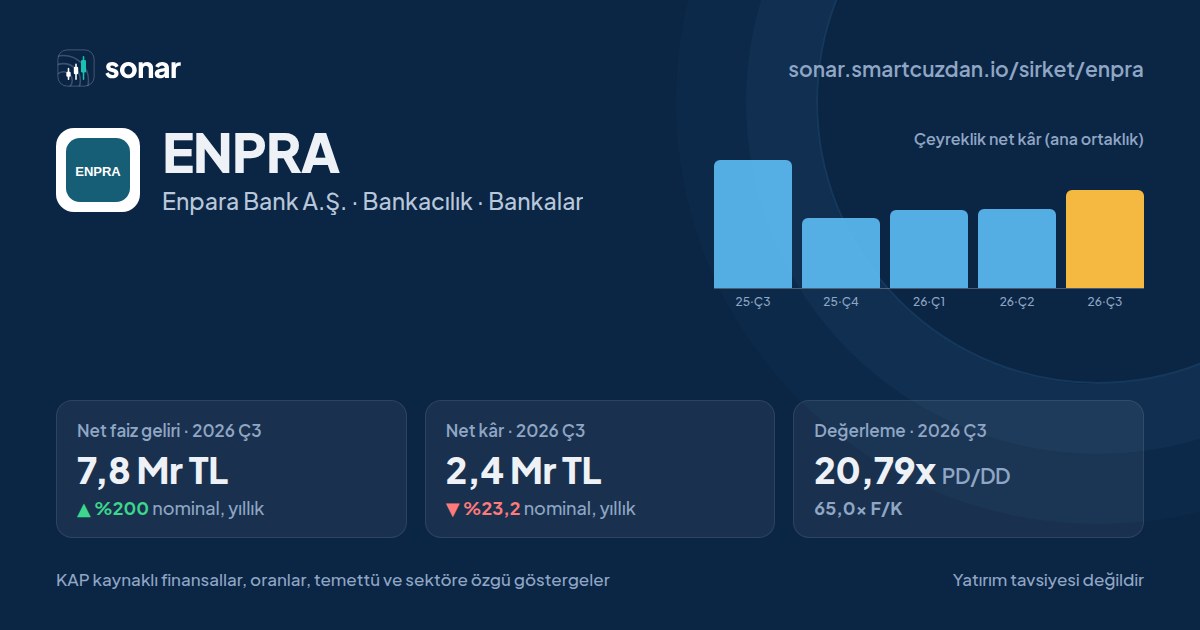 sonar
sonar.smartcuzdan.io/sirket/enpra
ENPRA
ENPRA
Enpara Bank A.Ş. · Bankacılık · Bankalar
Çeyreklik net kâr (ana ortaklık)
25·Ç3 25·Ç4 26·Ç1 26·Ç2 26·Ç3
Net faiz geliri · 2026 Ç3
7,8 Mr TL
▲ %200 nominal, yıllık
Net kâr · 2026 Ç3
2,4 Mr TL
▼ %23,2 nominal, yıllık
Değerleme · 2026 Ç3
20,79x PD/DD
65,0× F/K
KAP kaynaklı finansallar, oranlar, temettü ve sektöre özgü göstergeler
Yatırım tavsiyesi değildir